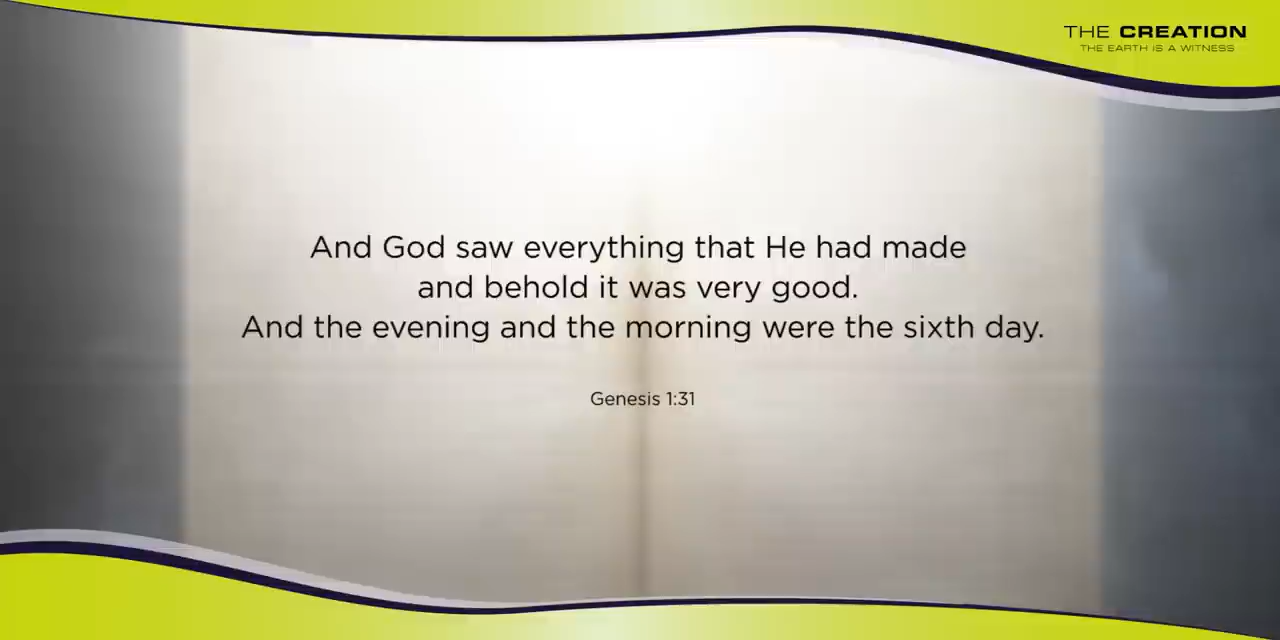 THE CREATION
THE EARTH IS A WITNESS
And God saw everything that He had made
and behold it was very good.
And the evening and the morning were the sixth day.
Genesis 1:31